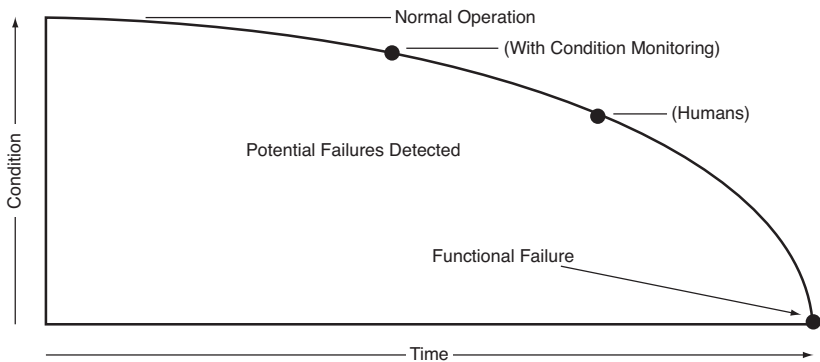 Normal Operation
(With Condition Monitoring)
(Humans)
Potential Failures Detected
Condition
Functional Failure
Time